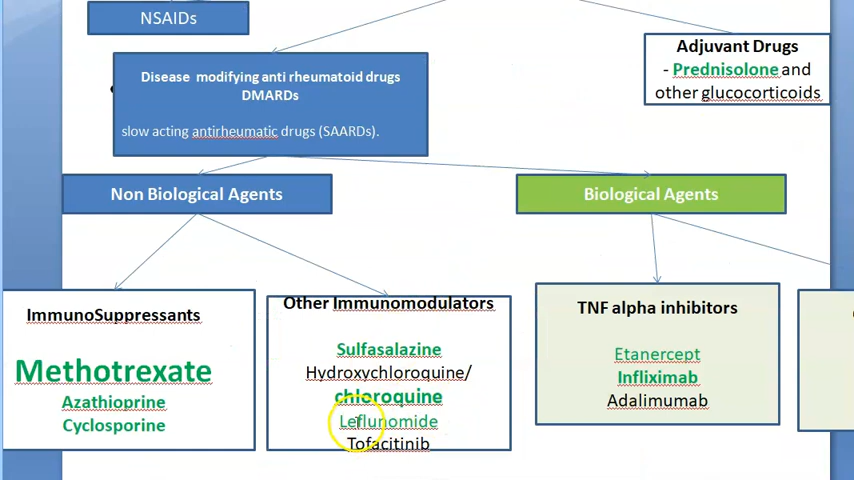 NSAIDs
Adjuvant Drugs
- Prednisolone and
other glucocorticoids
Disease modifying anti rheumatoid drugs
DMARDs
slow acting antirheumatic drugs (SAARDs).
Non Biological Agents
Biological Agents
ImmunoSuppressants
Methotrexate
Azathioprine
Cyclosporine
Other Immunomodulators
Sulfasalazine
Hydroxychloroquine/
chloroquine
Leflunomide
Tofacitinib
TNF alpha inhibitors
Etanercept
Infliximab
Adalimumab